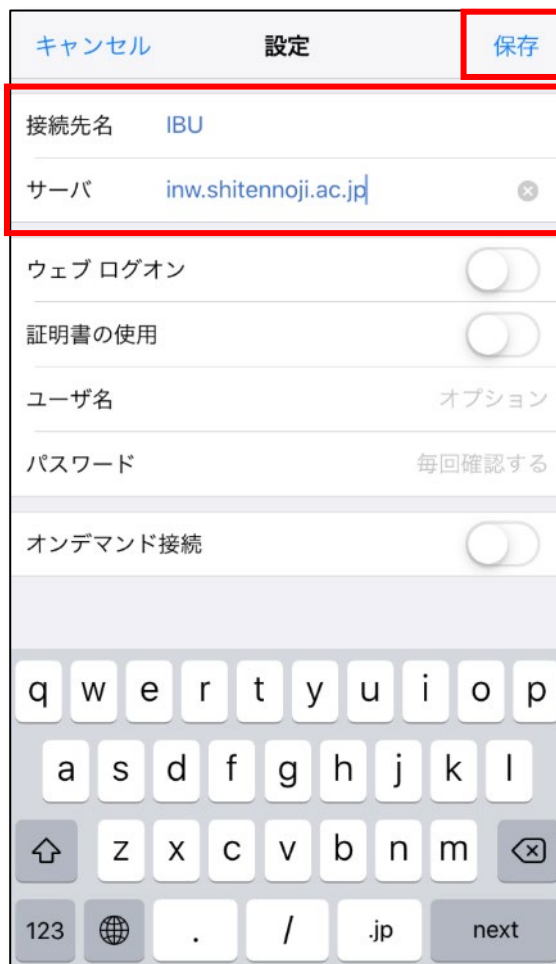 キャンセル 設定 保存
接続先名 IBU
サーバ inw.shitennoji.ac.jp
ウェブ ログオン
証明書の使用
ユーザ名 オプション
パスワード 毎回確認する
オンデマンド接続
q w e r t y u i o p
a s d f g h j k l
z x c v b n m
123 . / .jp next